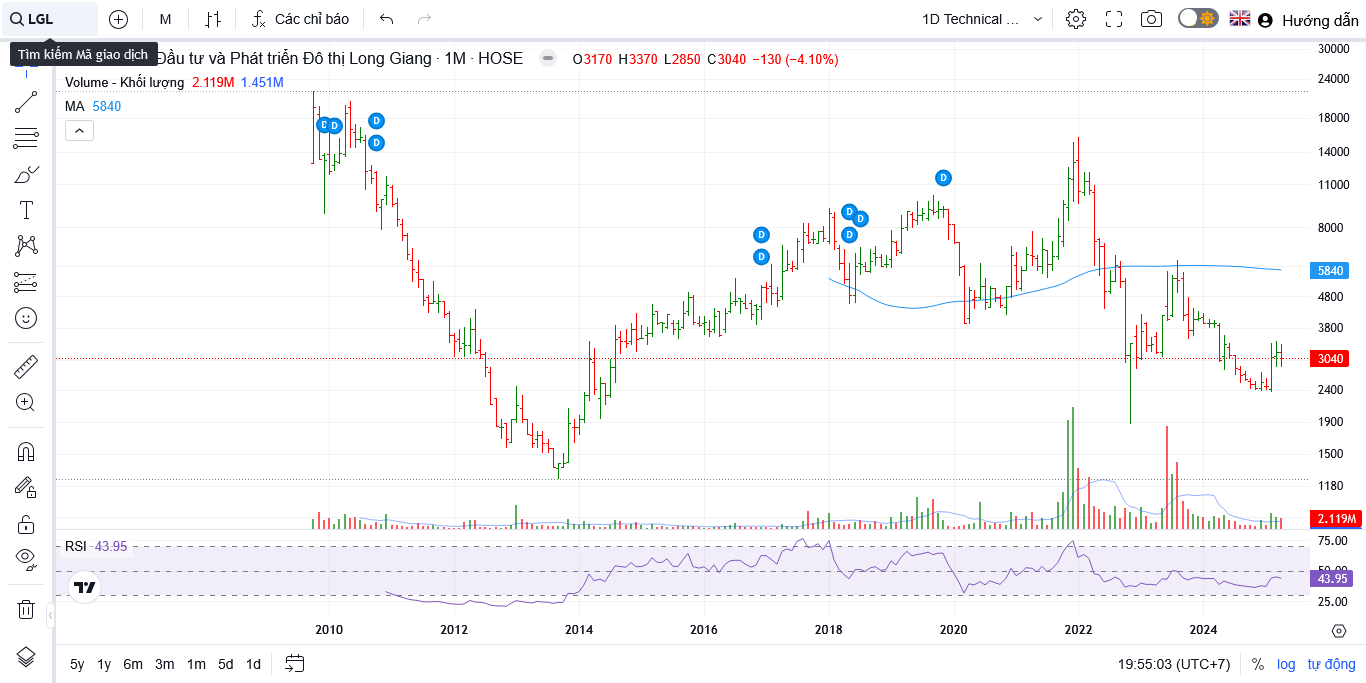 LGL
M
Các chỉ báo
1D Technical ...
Hướng dẫn
Tìm kiếm Mã giao dịch
Đầu tư và Phát triển Đô thị Long Giang · 1M · HOSE
O3170 H3370 L2850 C3040 −130 (−4.10%)
Volume - Khối lượng 2.119M 1.451M
MA 5840
D D D D D D D D D D
30000
24000
18000
14000
11000
8000
5840
4800
3800
3040
2400
1900
1500
1180
2.119M
RSI 43.95
75.00
50.00
43.95
25.00
2010 2012 2014 2016 2018 2020 2022 2024
5y 1y 6m 3m 1m 5d 1d
19:55:03 (UTC+7) % log tự động